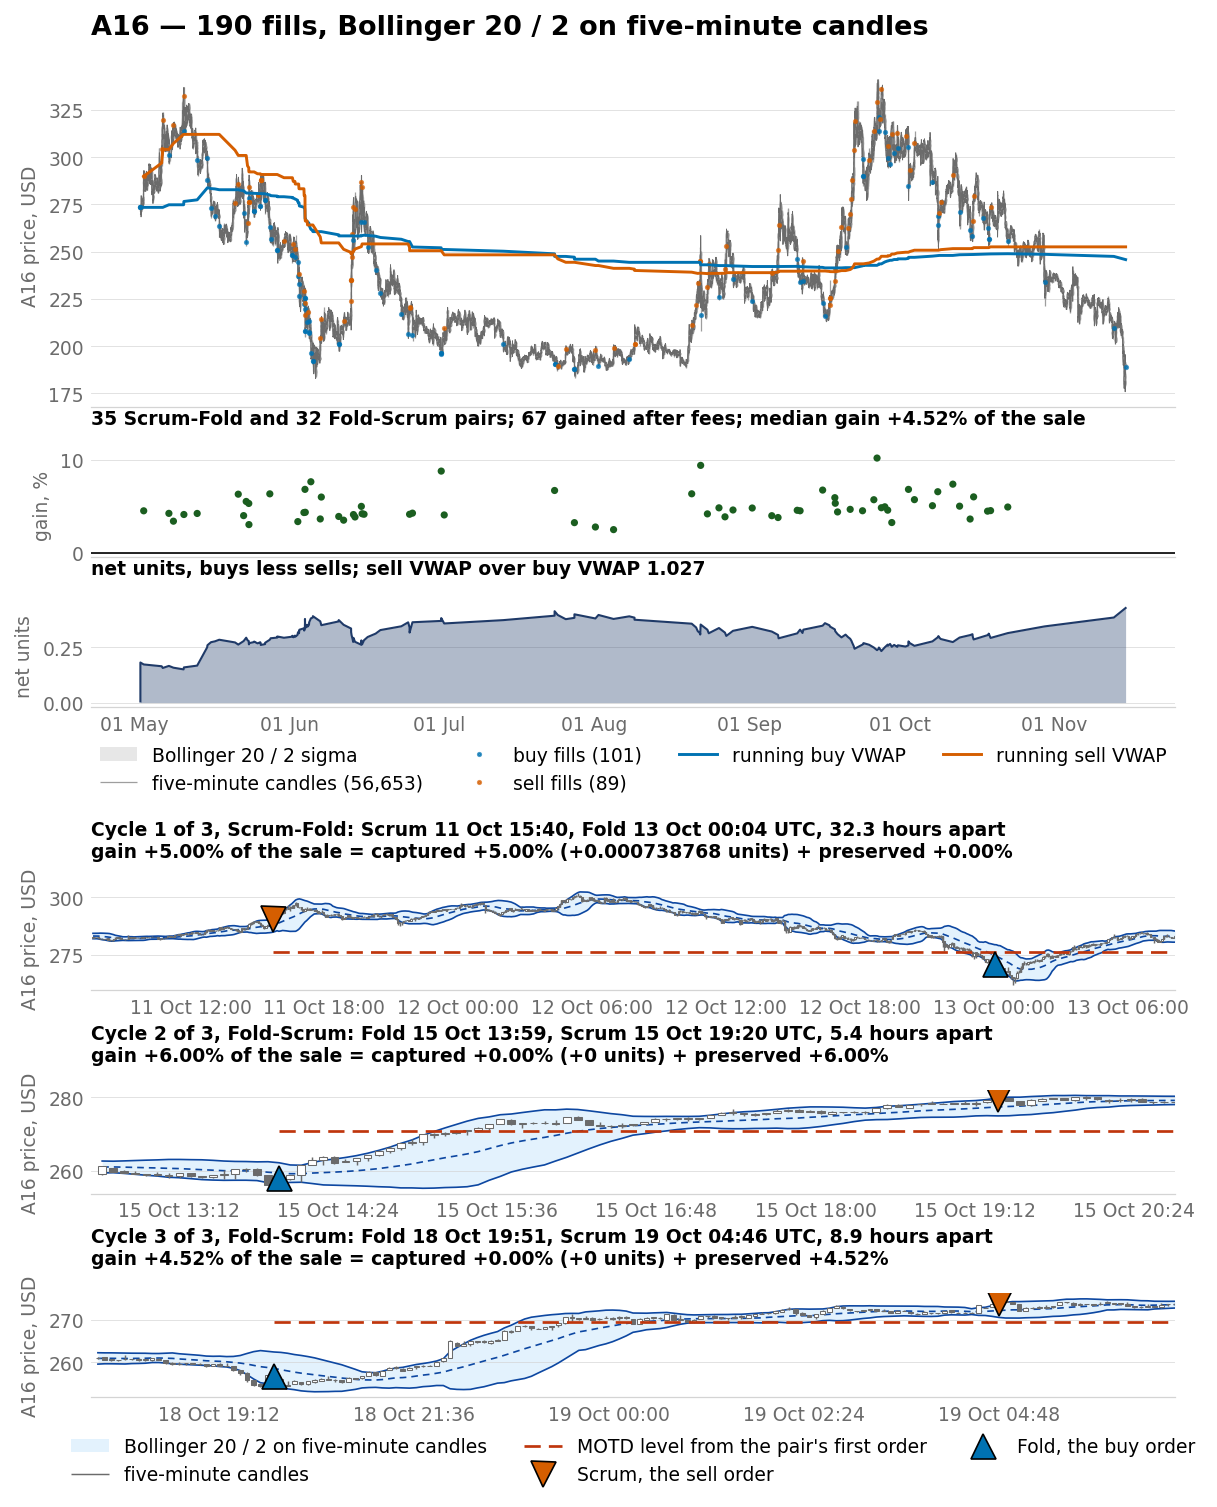 A16 — 190 fills, Bollinger 20 / 2 on five-minute candles
A16 price, USD
325
300
275
250
225
200
175
35 Scrum-Fold and 32 Fold-Scrum pairs; 67 gained after fees; median gain +4.52% of the sale
gain, %
10
0
net units, buys less sells; sell VWAP over buy VWAP 1.027
net units
0.25
0.00
01 May 01 Jun 01 Jul 01 Aug 01 Sep 01 Oct 01 Nov
Bollinger 20 / 2 sigma buy fills (101) running buy VWAP running sell VWAP
five-minute candles (56,653) sell fills (89)
Cycle 1 of 3, Scrum-Fold: Scrum 11 Oct 15:40, Fold 13 Oct 00:04 UTC, 32.3 hours apart
gain +5.00% of the sale = captured +5.00% (+0.000738768 units) + preserved +0.00%
A16 price, USD
300
275
11 Oct 12:00 11 Oct 18:00 12 Oct 00:00 12 Oct 06:00 12 Oct 12:00 12 Oct 18:00 13 Oct 00:00 13 Oct 06:00
Cycle 2 of 3, Fold-Scrum: Fold 15 Oct 13:59, Scrum 15 Oct 19:20 UTC, 5.4 hours apart
gain +6.00% of the sale = captured +0.00% (+0 units) + preserved +6.00%
A16 price, USD
280
260
15 Oct 13:12 15 Oct 14:24 15 Oct 15:36 15 Oct 16:48 15 Oct 18:00 15 Oct 19:12 15 Oct 20:24
Cycle 3 of 3, Fold-Scrum: Fold 18 Oct 19:51, Scrum 19 Oct 04:46 UTC, 8.9 hours apart
gain +4.52% of the sale = captured +0.00% (+0 units) + preserved +4.52%
A16 price, USD
270
260
18 Oct 19:12 18 Oct 21:36 19 Oct 00:00 19 Oct 02:24 19 Oct 04:48
Bollinger 20 / 2 on five-minute candles MOTD level from the pair's first order Fold, the buy order
five-minute candles Scrum, the sell order